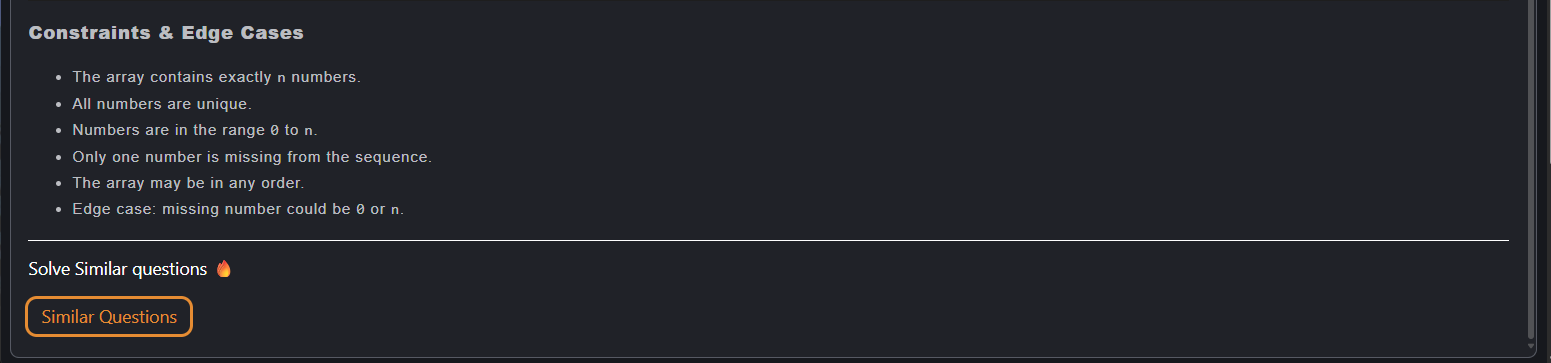 Constraints & Edge Cases
• The array contains exactly n numbers.
• All numbers are unique.
• Numbers are in the range 0 to n.
• Only one number is missing from the sequence.
• The array may be in any order.
• Edge case: missing number could be 0 or n.
Solve Similar questions 🔥
Similar Questions